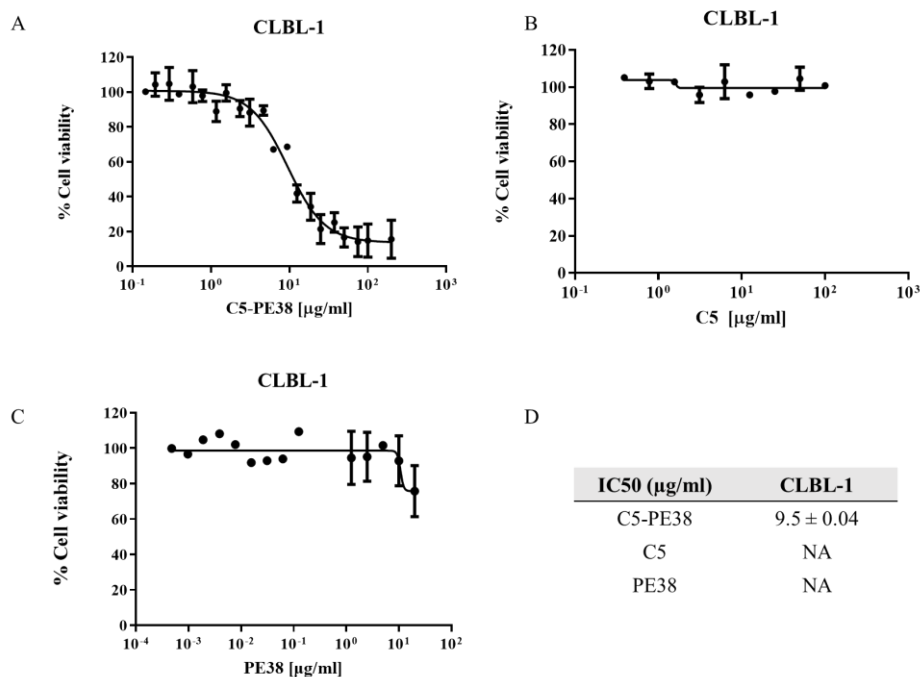 A
CLBL-1
% Cell viability
120
100
80
60
40
20
0
10⁻¹ 10⁰ 10¹ 10² 10³
C5-PE38 [µg/ml]
B
CLBL-1
% Cell viability
120
100
80
60
40
20
0
10⁻¹ 10⁰ 10¹ 10² 10³
C5 [µg/ml]
C
CLBL-1
% Cell viability
120
100
80
60
40
20
0
10⁻⁴ 10⁻³ 10⁻² 10⁻¹ 10⁰ 10¹ 10²
PE38 [µg/ml]
D
IC50 (µg/ml) CLBL-1
C5-PE38 9.5 ± 0.04
C5 NA
PE38 NA